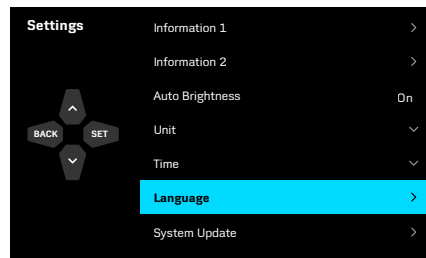 Settings
Information 1
Information 2
Auto Brightness On
BACK SET
Unit
Time
Language
System Update